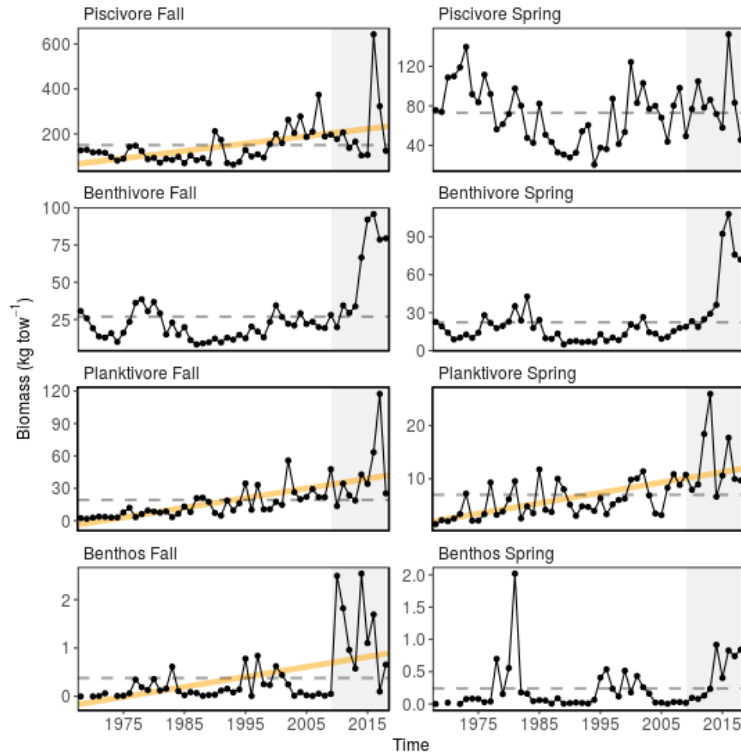 Piscivore Fall
Piscivore Spring
600
400
200
120
80
40
Benthivore Fall
Benthivore Spring
100
75
50
25
90
60
30
0
Biomass (kg tow⁻¹)
Planktivore Fall
Planktivore Spring
120
90
60
30
0
20
10
Benthos Fall
Benthos Spring
2
1
0
2.0
1.5
1.0
0.5
0.0
1975 1985 1995 2005 2015
1975 1985 1995 2005 2015
Time